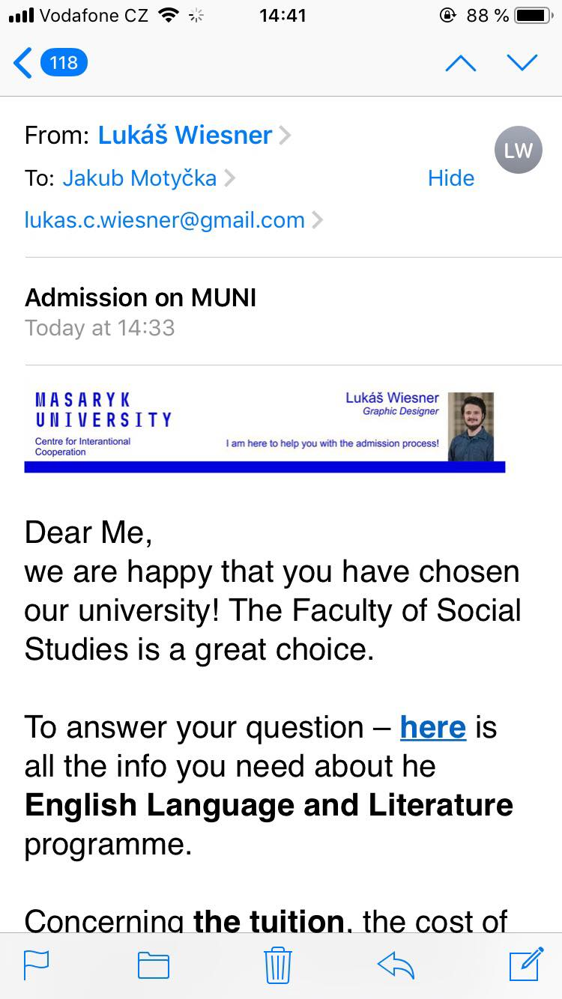 Vodafone CZ 14:41 88 %
118
From: Lukáš Wiesner
LW
To: Jakub Motyčka Hide
lukas.c.wiesner@gmail.com
Admission on MUNI
Today at 14:33
MASARYK
UNIVERSITY
Centre for Interantional
Cooperation
Lukáš Wiesner
Graphic Designer
I am here to help you with the admission process!
Dear Me,
we are happy that you have chosen
our university! The Faculty of Social
Studies is a great choice.
To answer your question – here is
all the info you need about he
English Language and Literature
programme.
Concerning the tuition, the cost of